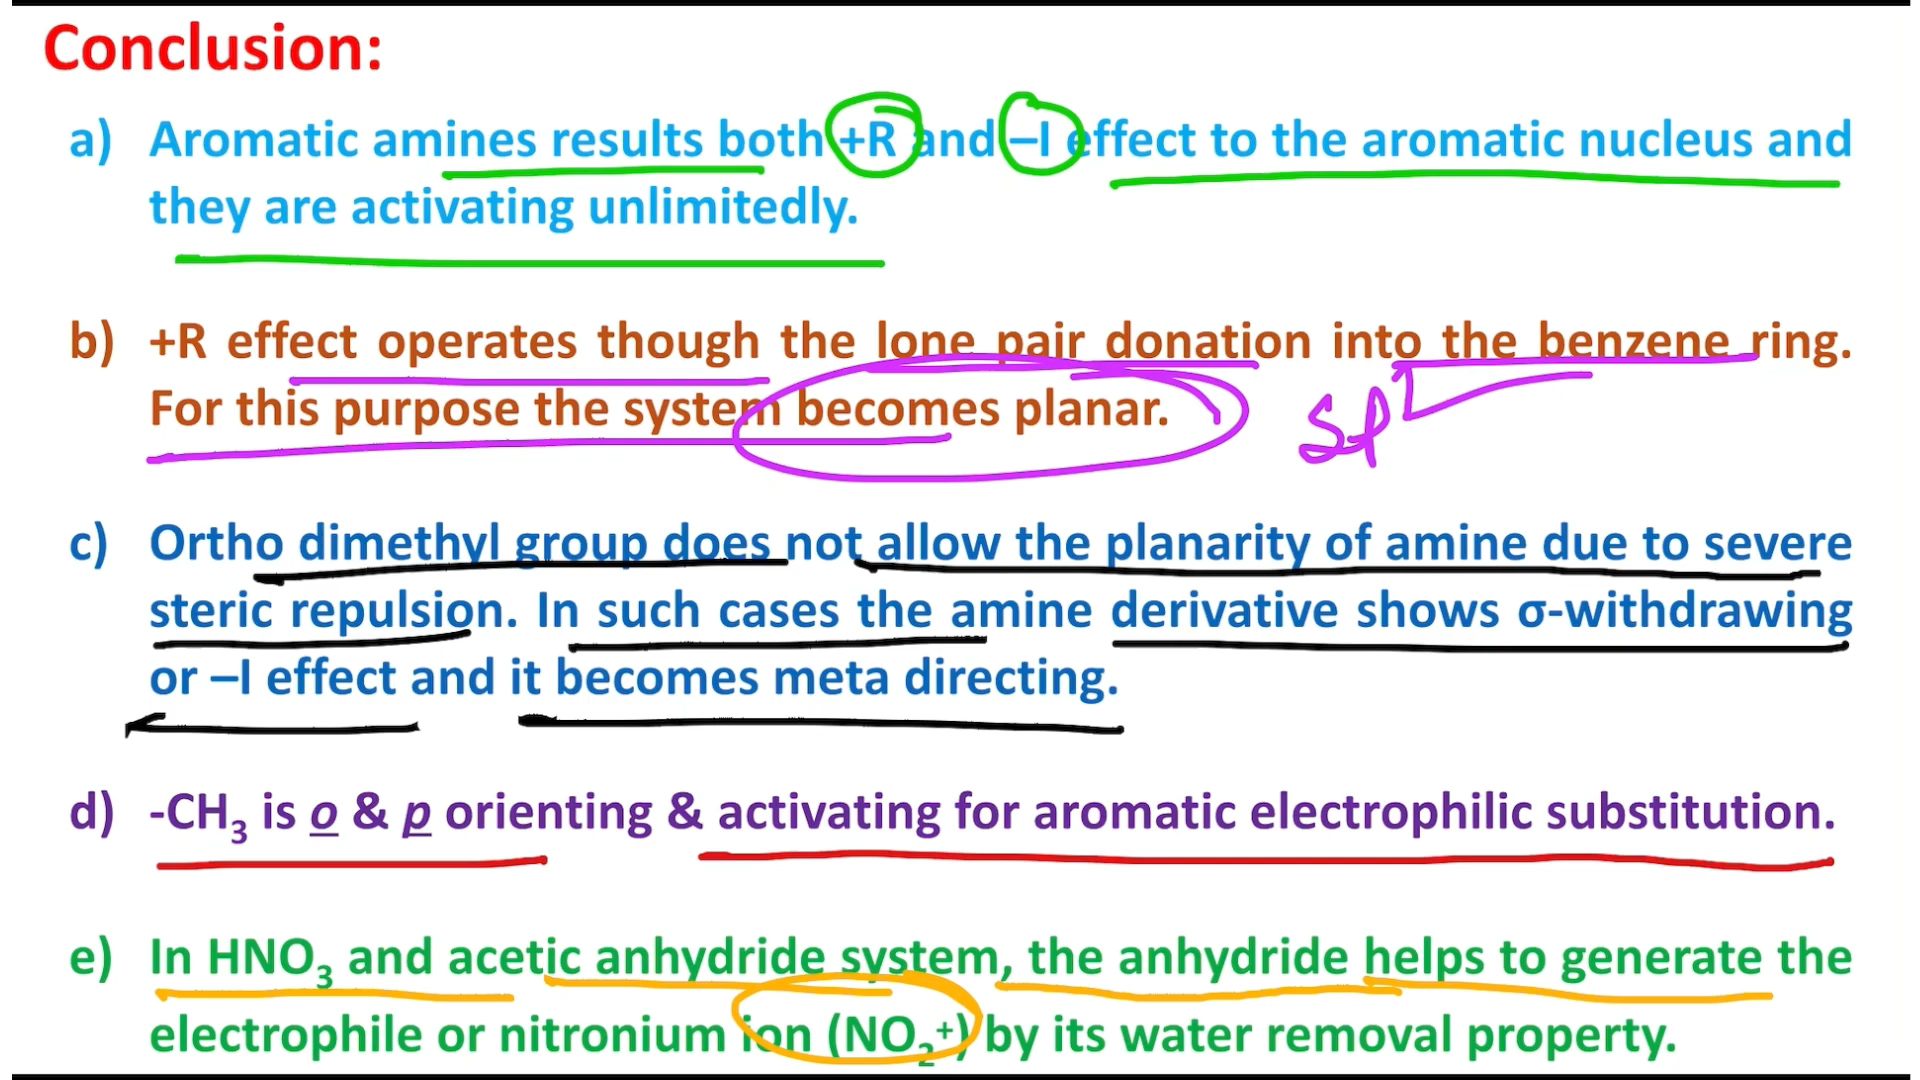 Conclusion:
a) Aromatic amines results both +R and –I effect to the aromatic nucleus and
they are activating unlimitedly.
b) +R effect operates though the lone pair donation into the benzene ring.
For this purpose the system becomes planar.
SP
c) Ortho dimethyl group does not allow the planarity of amine due to severe
steric repulsion. In such cases the amine derivative shows σ-withdrawing
or –I effect and it becomes meta directing.
d) -CH₃ is o & p orienting & activating for aromatic electrophilic substitution.
e) In HNO₃ and acetic anhydride system, the anhydride helps to generate the
electrophile or nitronium ion (NO₂⁺) by its water removal property.